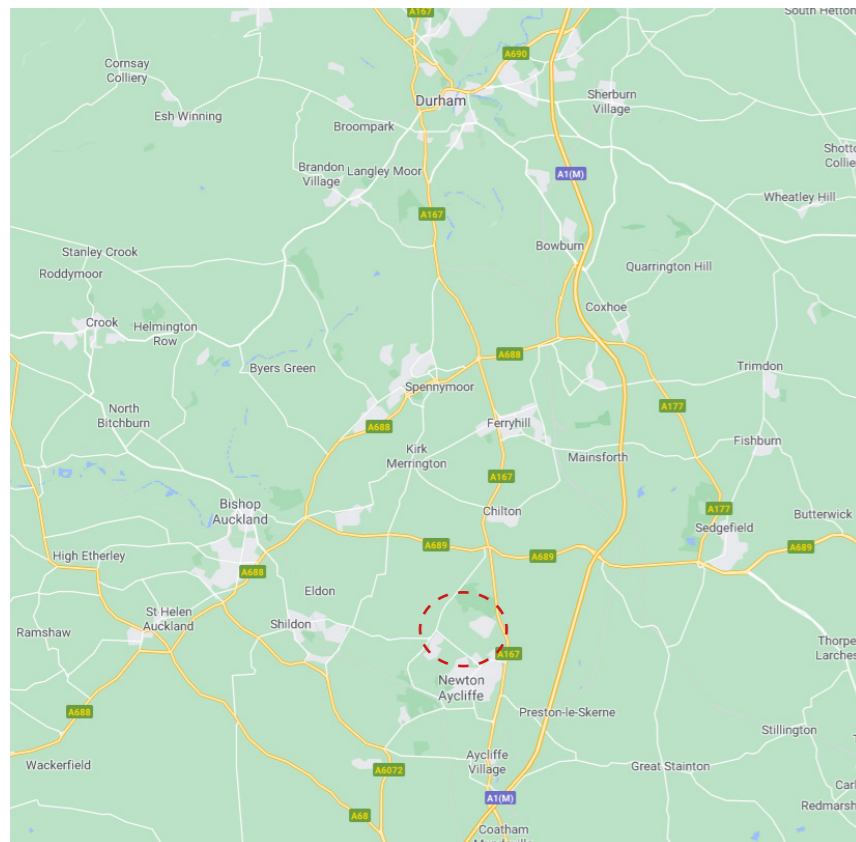 A167
South Hetton
A690
Cornsay
Colliery
Durham
Sherburn
Village
Esh Winning
Broompark
Shotto
Collie
Brandon
Village
Langley Moor
A1(M)
Wheatley Hill
A167
Stanley Crook
Bowburn
Roddymoor
Quarrington Hill
Coxhoe
Crook
Helmington
Row
A688
Byers Green
Trimdon
Spennymoor
North
Bitchburn
A177
A688
Ferryhill
Fishburn
Kirk
Merrington
Mainsforth
A167
Bishop
Auckland
Chilton
A177
Butterwick
Sedgefield
A689
A689
A689
High Etherley
A688
Eldon
St Helen
Auckland
Shildon
Ramshaw
Thorpe
Larches
A167
Newton
Aycliffe
A688
Preston-le-Skerne
Stillington
Aycliffe
Village
Wackerfield
A6072
Great Stainton
Carl
A1(M)
Redmarsh
A68
Coatham